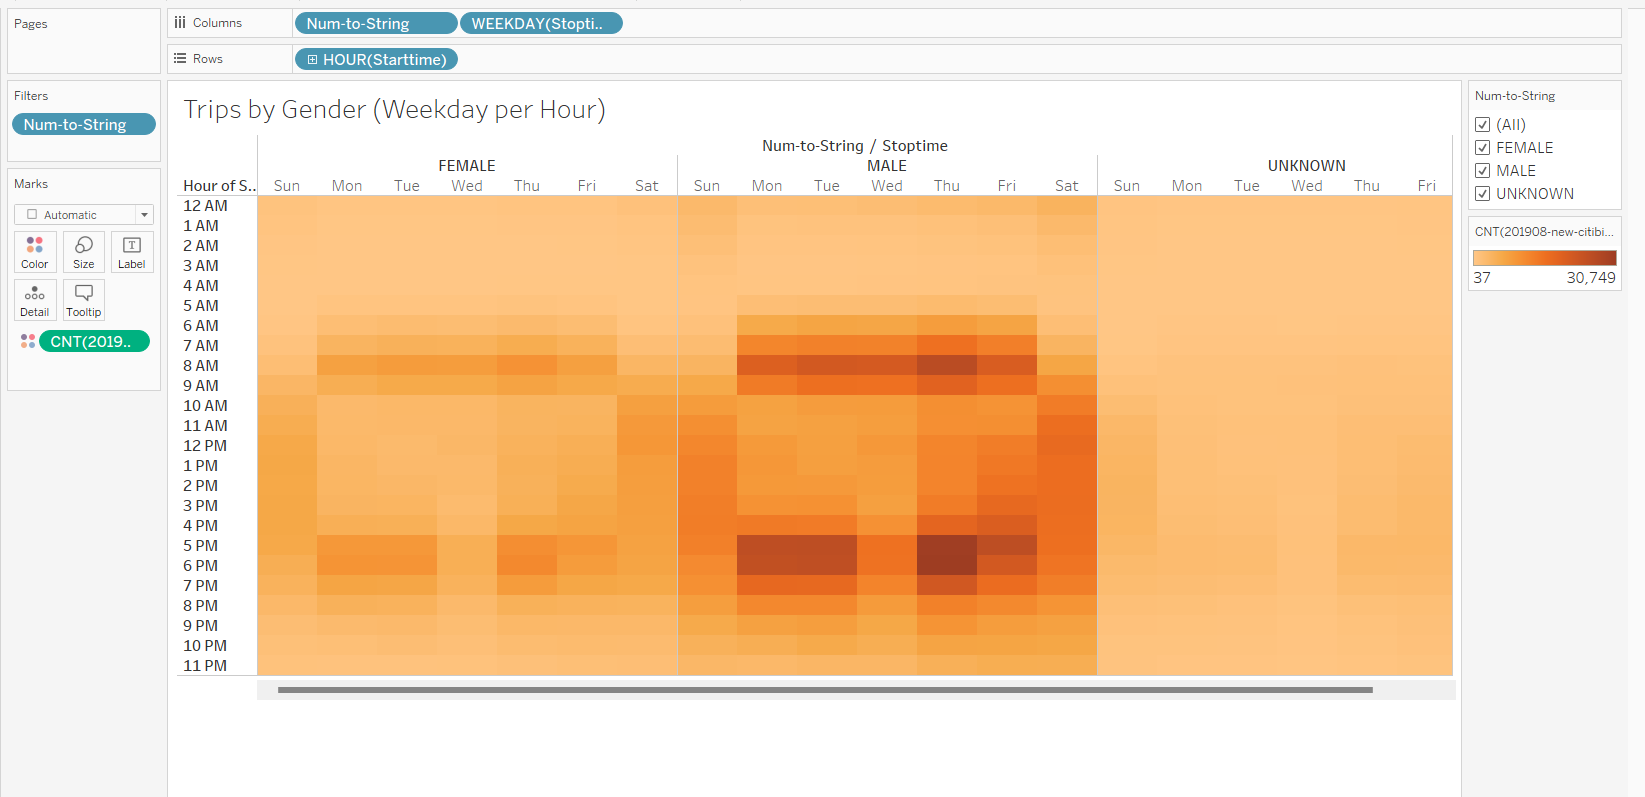 Pages
Columns
Num-to-String
WEEKDAY(Stopti..
Rows
HOUR(Starttime)
Filters
Num-to-String
Marks
Automatic
Color
Size
Label
Detail
Tooltip
CNT(2019..
Trips by Gender (Weekday per Hour)
Num-to-String / Stoptime
FEMALE MALE UNKNOWN
Hour of S.. Sun Mon Tue Wed Thu Fri Sat Sun Mon Tue Wed Thu Fri Sat Sun Mon Tue Wed Thu Fri
12 AM
1 AM
2 AM
3 AM
4 AM
5 AM
6 AM
7 AM
8 AM
9 AM
10 AM
11 AM
12 PM
1 PM
2 PM
3 PM
4 PM
5 PM
6 PM
7 PM
8 PM
9 PM
10 PM
11 PM
Num-to-String
(All)
FEMALE
MALE
UNKNOWN
CNT(201908-new-citibi...
37 30,749